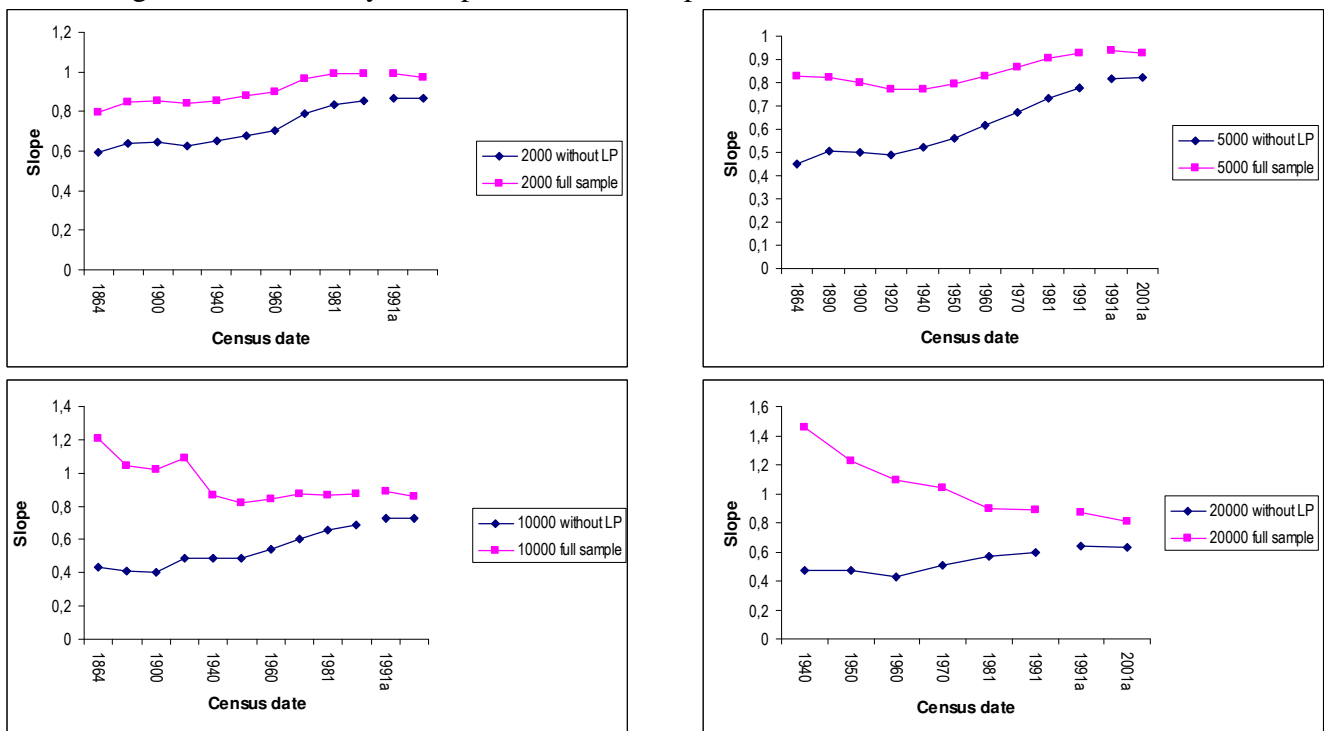 1,2
1
0,8
0,6
0,4
0,2
0
Slope
1864
1900
1940
1960
1981
1991a
Census date
2000 without LP
2000 full sample
1
0,9
0,8
0,7
0,6
0,5
0,4
0,3
0,2
0,1
0
Slope
1864
1890
1900
1920
1940
1950
1960
1970
1981
1991
1991a
2001a
Census date
5000 without LP
5000 full sample
1,4
1,2
1
0,8
0,6
0,4
0,2
0
Slope
1864
1900
1940
1960
1981
1991a
Census date
10000 without LP
10000 full sample
1,6
1,4
1,2
1
0,8
0,6
0,4
0,2
0
Slope
1940
1950
1960
1970
1981
1991
1991a
2001a
Census date
20000 without LP
20000 full sample